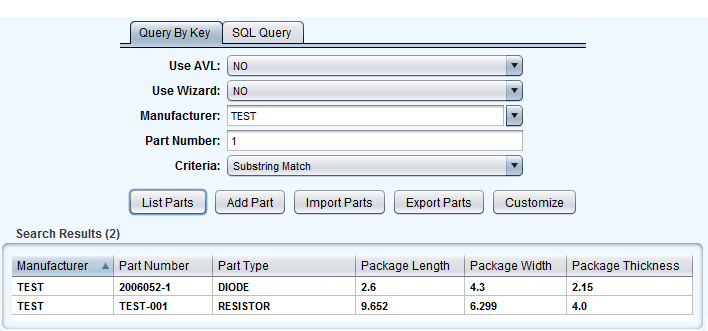 Query By Key SQL Query
Use AVL: NO
Use Wizard: NO
Manufacturer: TEST
Part Number: 1
Criteria: Substring Match
List Parts Add Part Import Parts Export Parts Customize
Search Results (2)
Manufacturer Part Number Part Type Package Length Package Width Package Thickness
TEST 2006052-1 DIODE 2.6 4.3 2.15
TEST TEST-001 RESISTOR 9.652 6.299 4.0